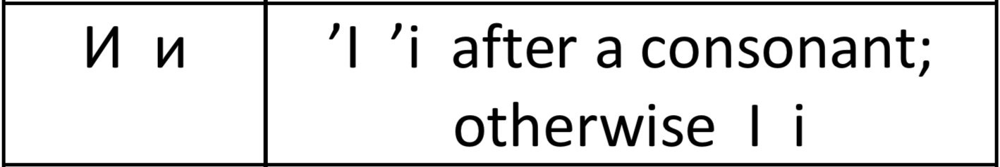 И и
’I ’i after a consonant;
otherwise I i